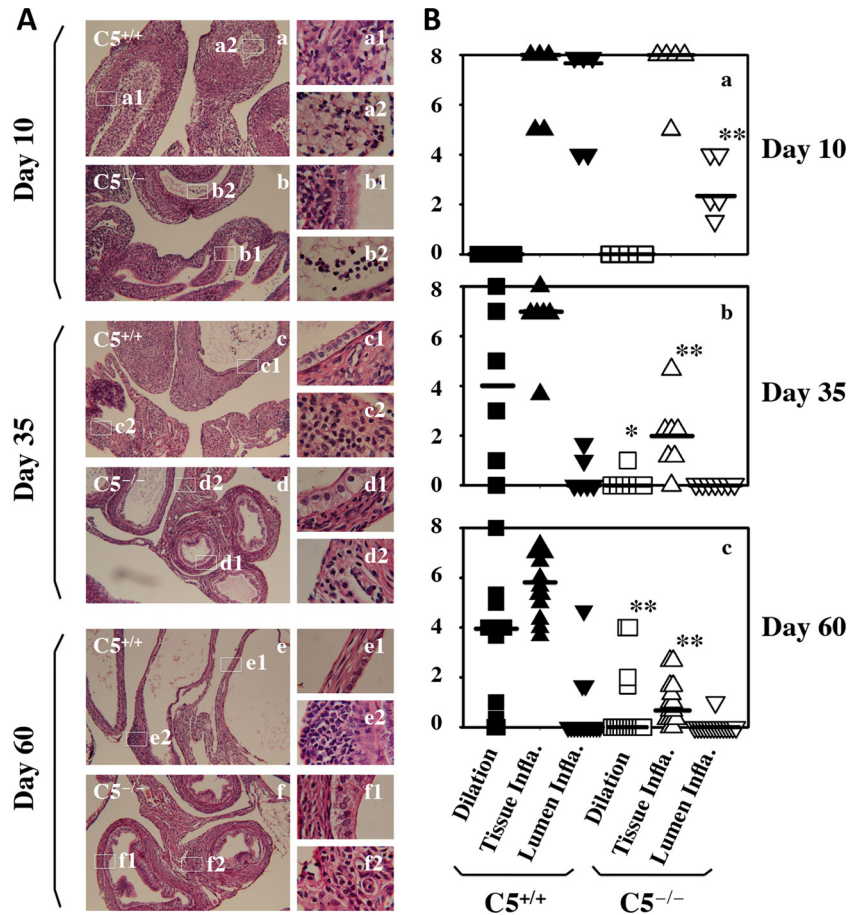 A
Day 10
C5+/+
a
a2
a1
a1
a2
C5−/−
b
b2
b1
b1
b2
Day 35
C5+/+
c
c1
c2
c1
c2
C5−/−
d
d2
d1
d1
d2
Day 60
C5+/+
e
e1
e2
e1
e2
C5−/−
f
f1
f2
f1
f2
B
8
6
4
2
0
a
**
Day 10
8
6
4
2
0
b
*
**
Day 35
8
6
4
2
0
c
**
**
Day 60
Dilation
Tissue Infla.
Lumen Infla.
Dilation
Tissue Infla.
Lumen Infla.
C5+/+
C5−/−